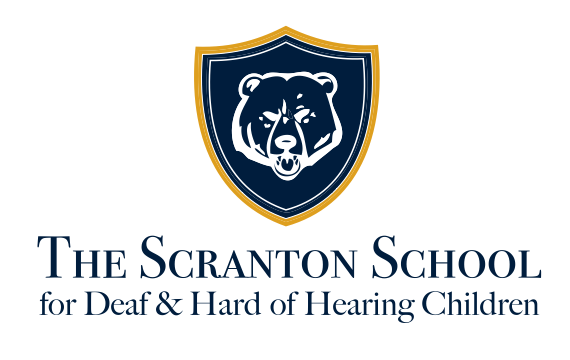 THE SCRANTON SCHOOL
for Deaf & Hard of Hearing Children